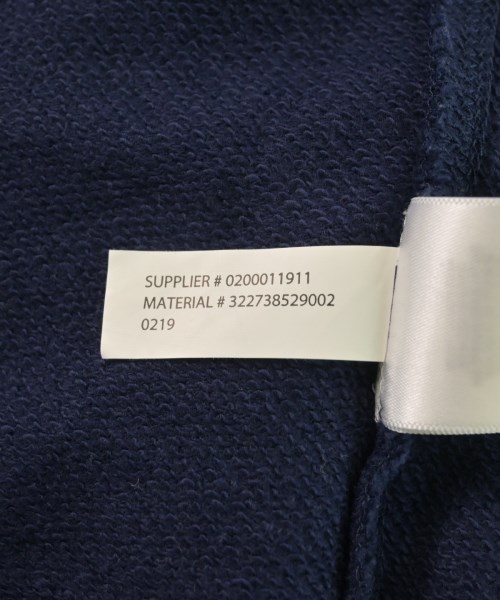 SUPPLIER # 0200011911
MATERIAL # 322738529002
0219